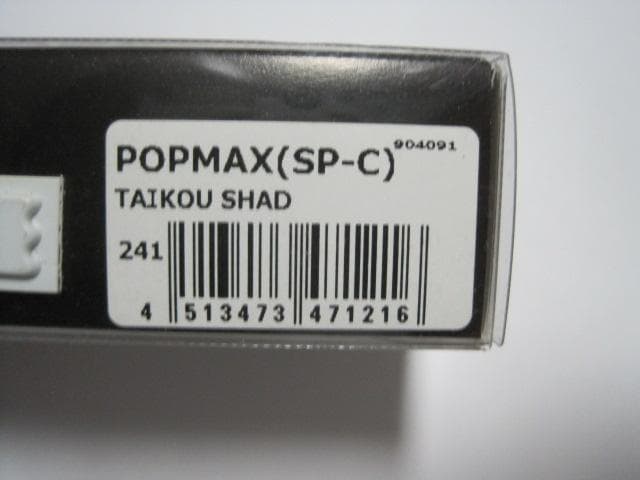 POPMAX(SP-C) 904091
TAIKOU SHAD
241
4 513473 471216